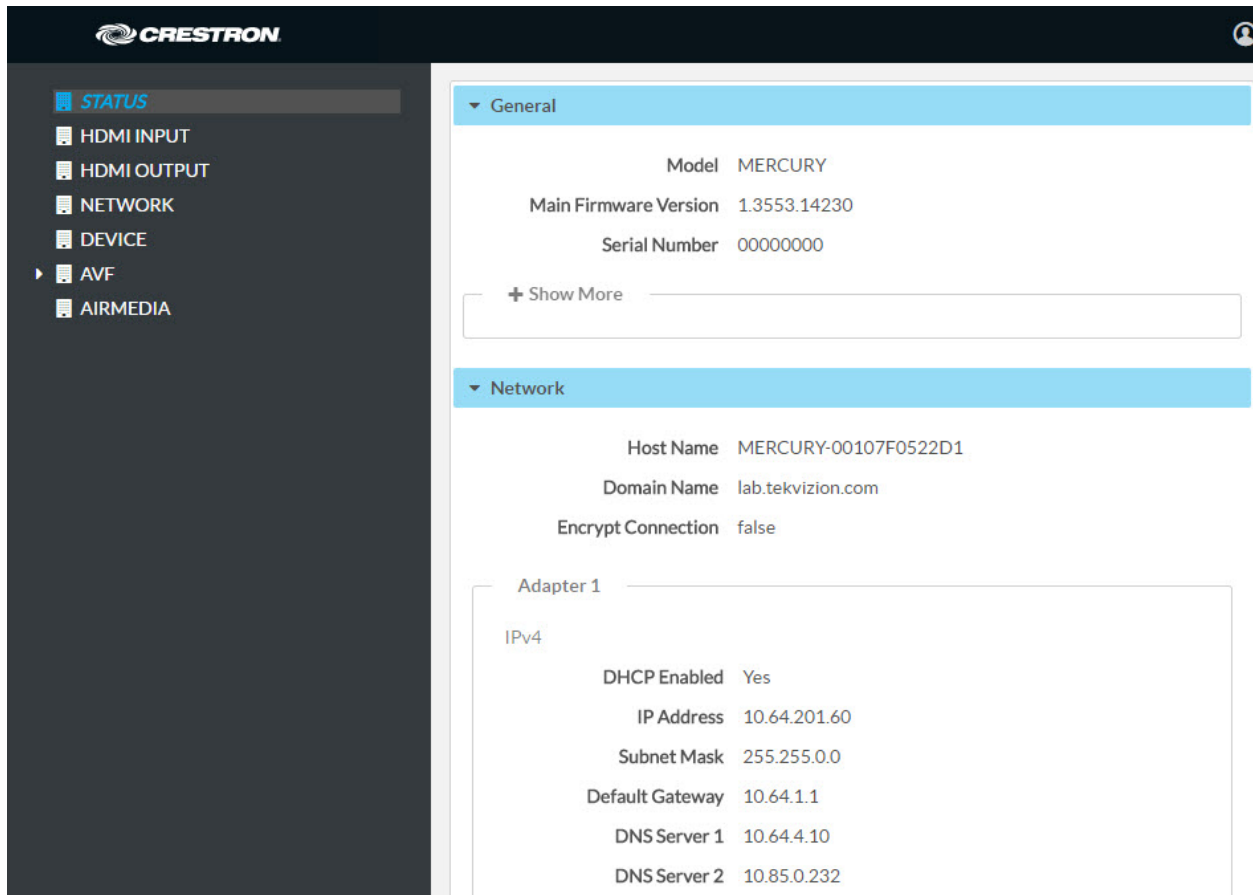 CRESTRON
STATUS
HDMI INPUT
HDMI OUTPUT
NETWORK
DEVICE
AVF
AIRMEDIA
General
Model MERCURY
Main Firmware Version 1.3553.14230
Serial Number 00000000
+ Show More
Network
Host Name MERCURY-00107F0522D1
Domain Name lab.tekvizion.com
Encrypt Connection false
Adapter 1
IPv4
DHCP Enabled Yes
IP Address 10.64.201.60
Subnet Mask 255.255.0.0
Default Gateway 10.64.1.1
DNS Server 1 10.64.4.10
DNS Server 2 10.85.0.232